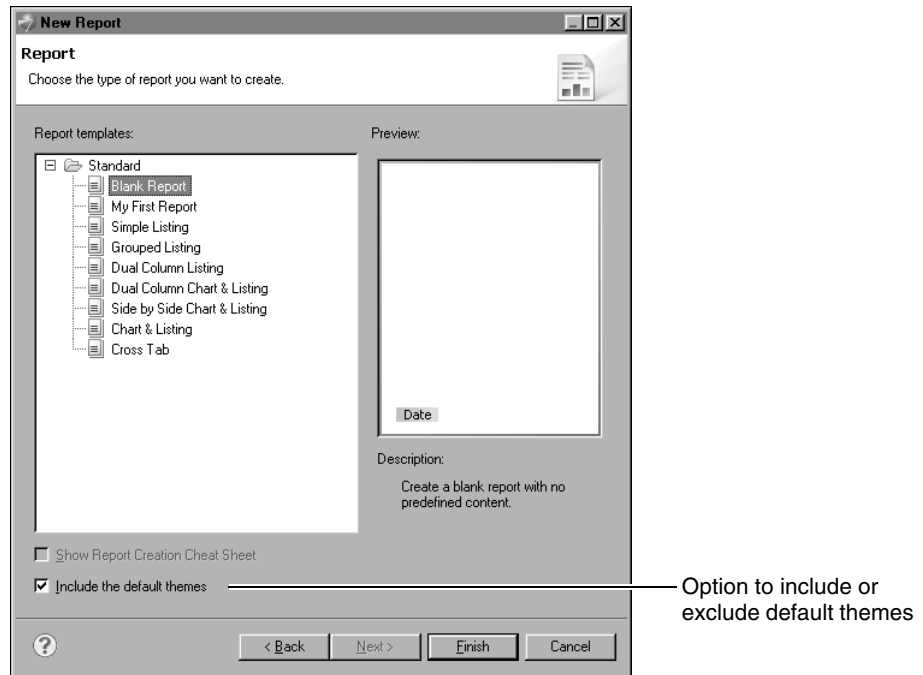 New Report
Report
Choose the type of report you want to create.
Report templates:
Standard
Blank Report
My First Report
Simple Listing
Grouped Listing
Dual Column Listing
Dual Column Chart & Listing
Side by Side Chart & Listing
Chart & Listing
Cross Tab
Preview:
Date
Description:
Create a blank report with no
predefined content.
Show Report Creation Cheat Sheet
Include the default themes
Option to include or
exclude default themes
?
< Back
Next >
Finish
Cancel